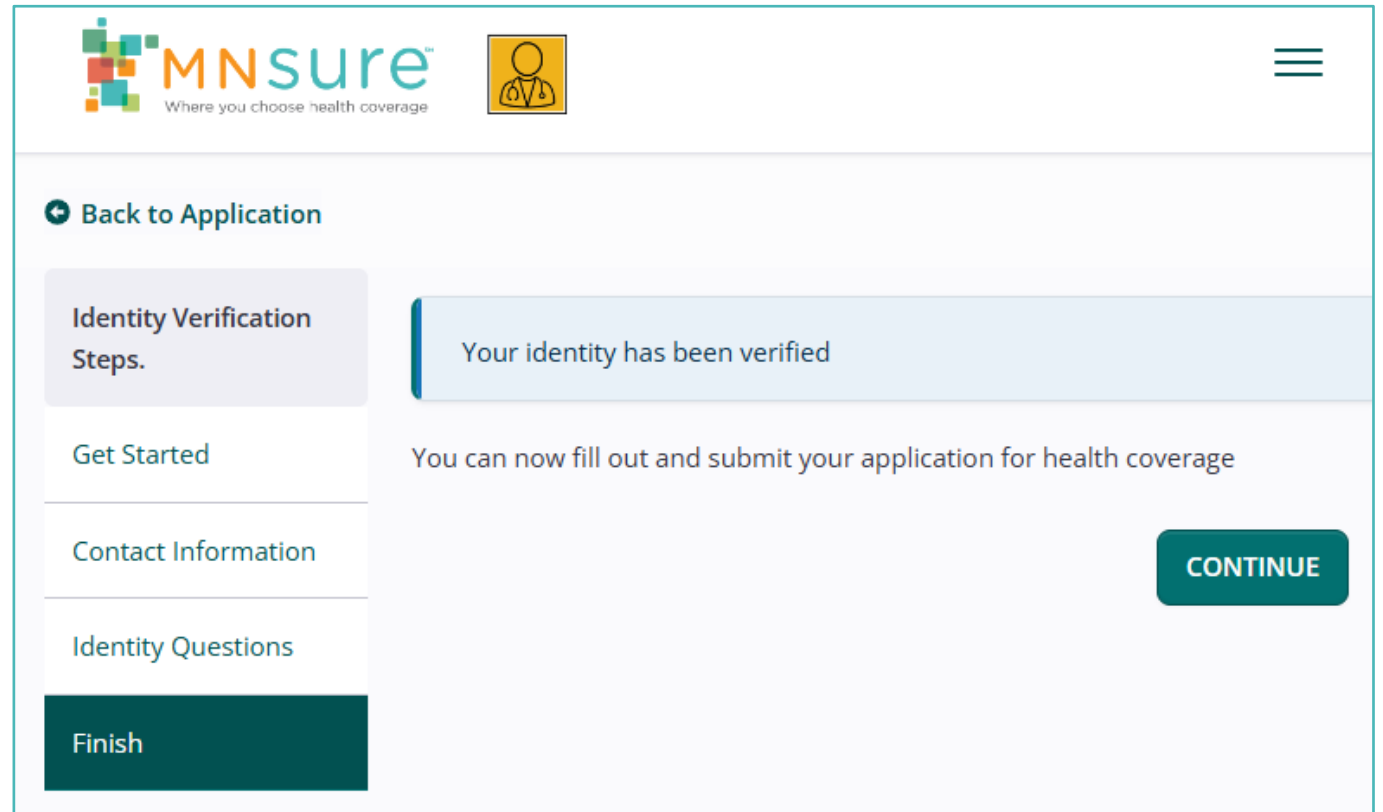 MNsure℠
Where you choose health coverage
Back to Application
Identity Verification
Steps.
Get Started
Contact Information
Identity Questions
Finish
Your identity has been verified
You can now fill out and submit your application for health coverage
CONTINUE